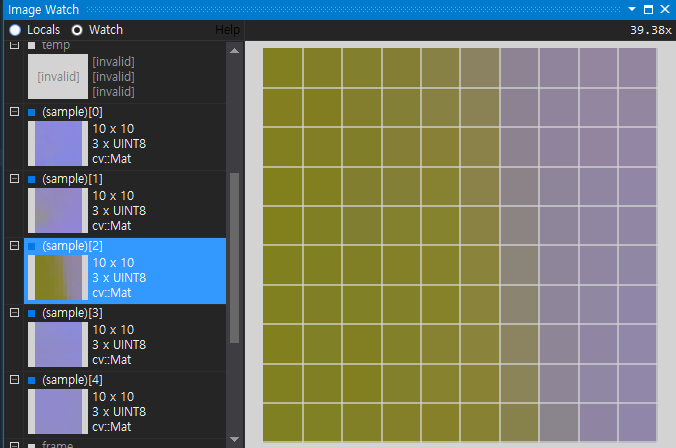 Image Watch
Locals Watch Help 39.38x
temp
[invalid]
[invalid]
[invalid]
[invalid]
(sample)[0]
10 x 10
3 x UINT8
cv::Mat
(sample)[1]
10 x 10
3 x UINT8
cv::Mat
(sample)[2]
10 x 10
3 x UINT8
cv::Mat
(sample)[3]
10 x 10
3 x UINT8
cv::Mat
(sample)[4]
10 x 10
3 x UINT8
cv::Mat
frame